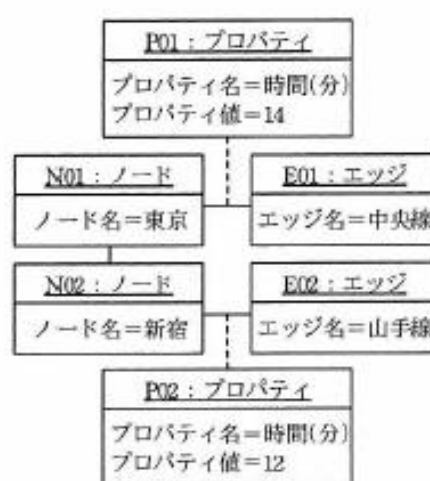 P01：プロパティ
プロパティ名＝時間(分)
プロパティ値＝14
N01：ノード
ノード名＝東京
E01：エッジ
エッジ名＝中央線
N02：ノード
ノード名＝新宿
E02：エッジ
エッジ名＝山手線
P02：プロパティ
プロパティ名＝時間(分)
プロパティ値＝12